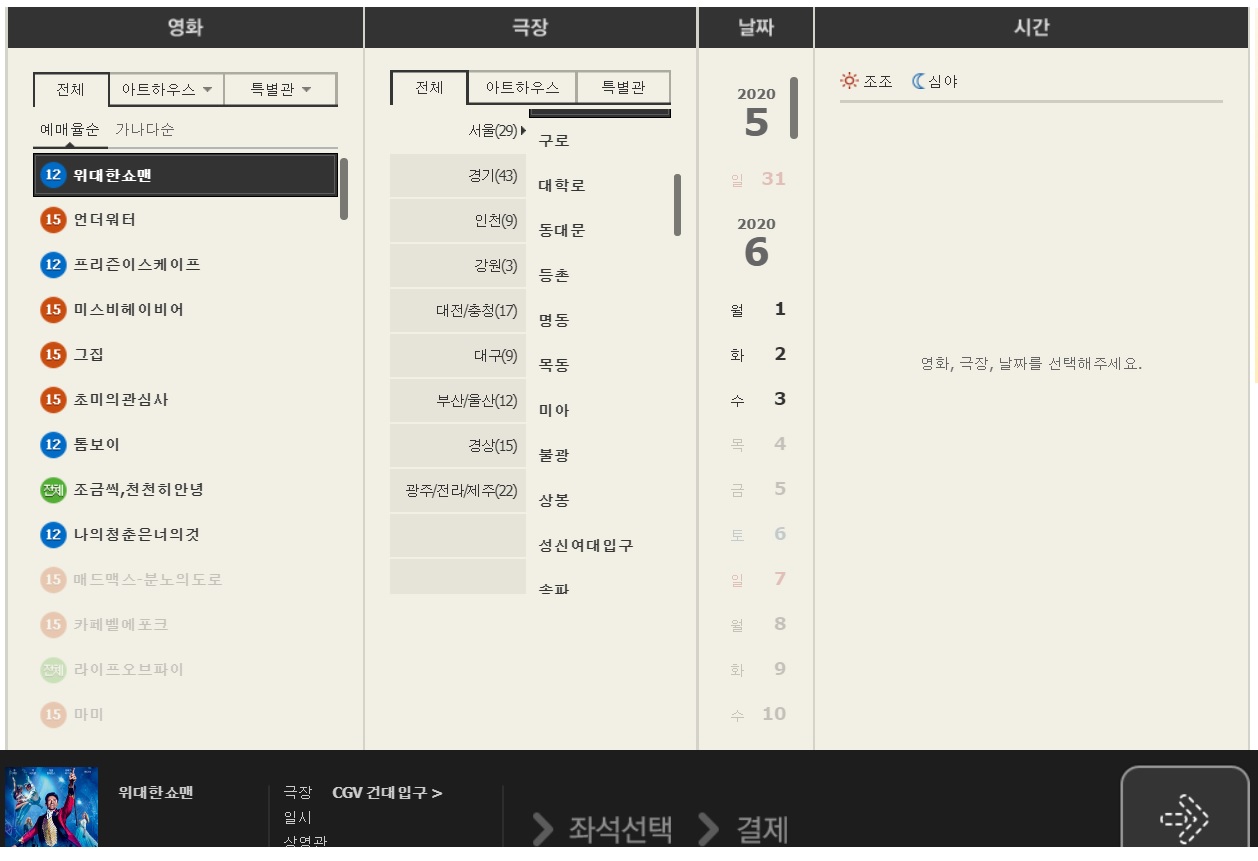 영화
극장
날짜
시간
전체
아트하우스
특별관
예매율순
가나다순
12 위대한쇼맨
15 언더워터
12 프리즌이스케이프
15 미스비헤이비어
15 그집
15 초미의관심사
12 톰보이
전체 조금씩,천천히안녕
12 나의청춘은너의것
15 매드맥스-분노의도로
15 카페벨에포크
전체 라이프오브파이
15 마미
전체
아트하우스
특별관
서울(29)
경기(43)
인천(9)
강원(3)
대전/충청(17)
대구(9)
부산/울산(12)
경상(15)
광주/전라/제주(22)
구로
대학로
동대문
등촌
명동
목동
미아
불광
상봉
성신여대입구
송파
2020
5
일 31
2020
6
월 1
화 2
수 3
목 4
금 5
토 6
일 7
월 8
화 9
수 10
조조
심야
영화, 극장, 날짜를 선택해주세요.
위대한쇼맨
극장 CGV 건대입구 >
일시
상영관
좌석선택
결제